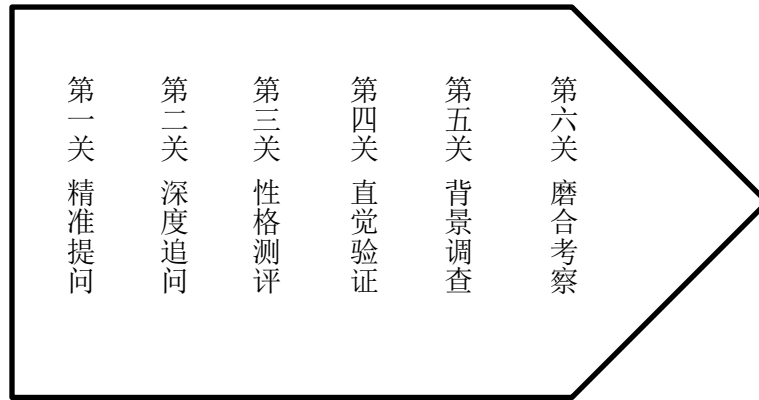 第一关 精准提问
第二关 深度追问
第三关 性格测评
第四关 直觉验证
第五关 背景调查
第六关 磨合考察